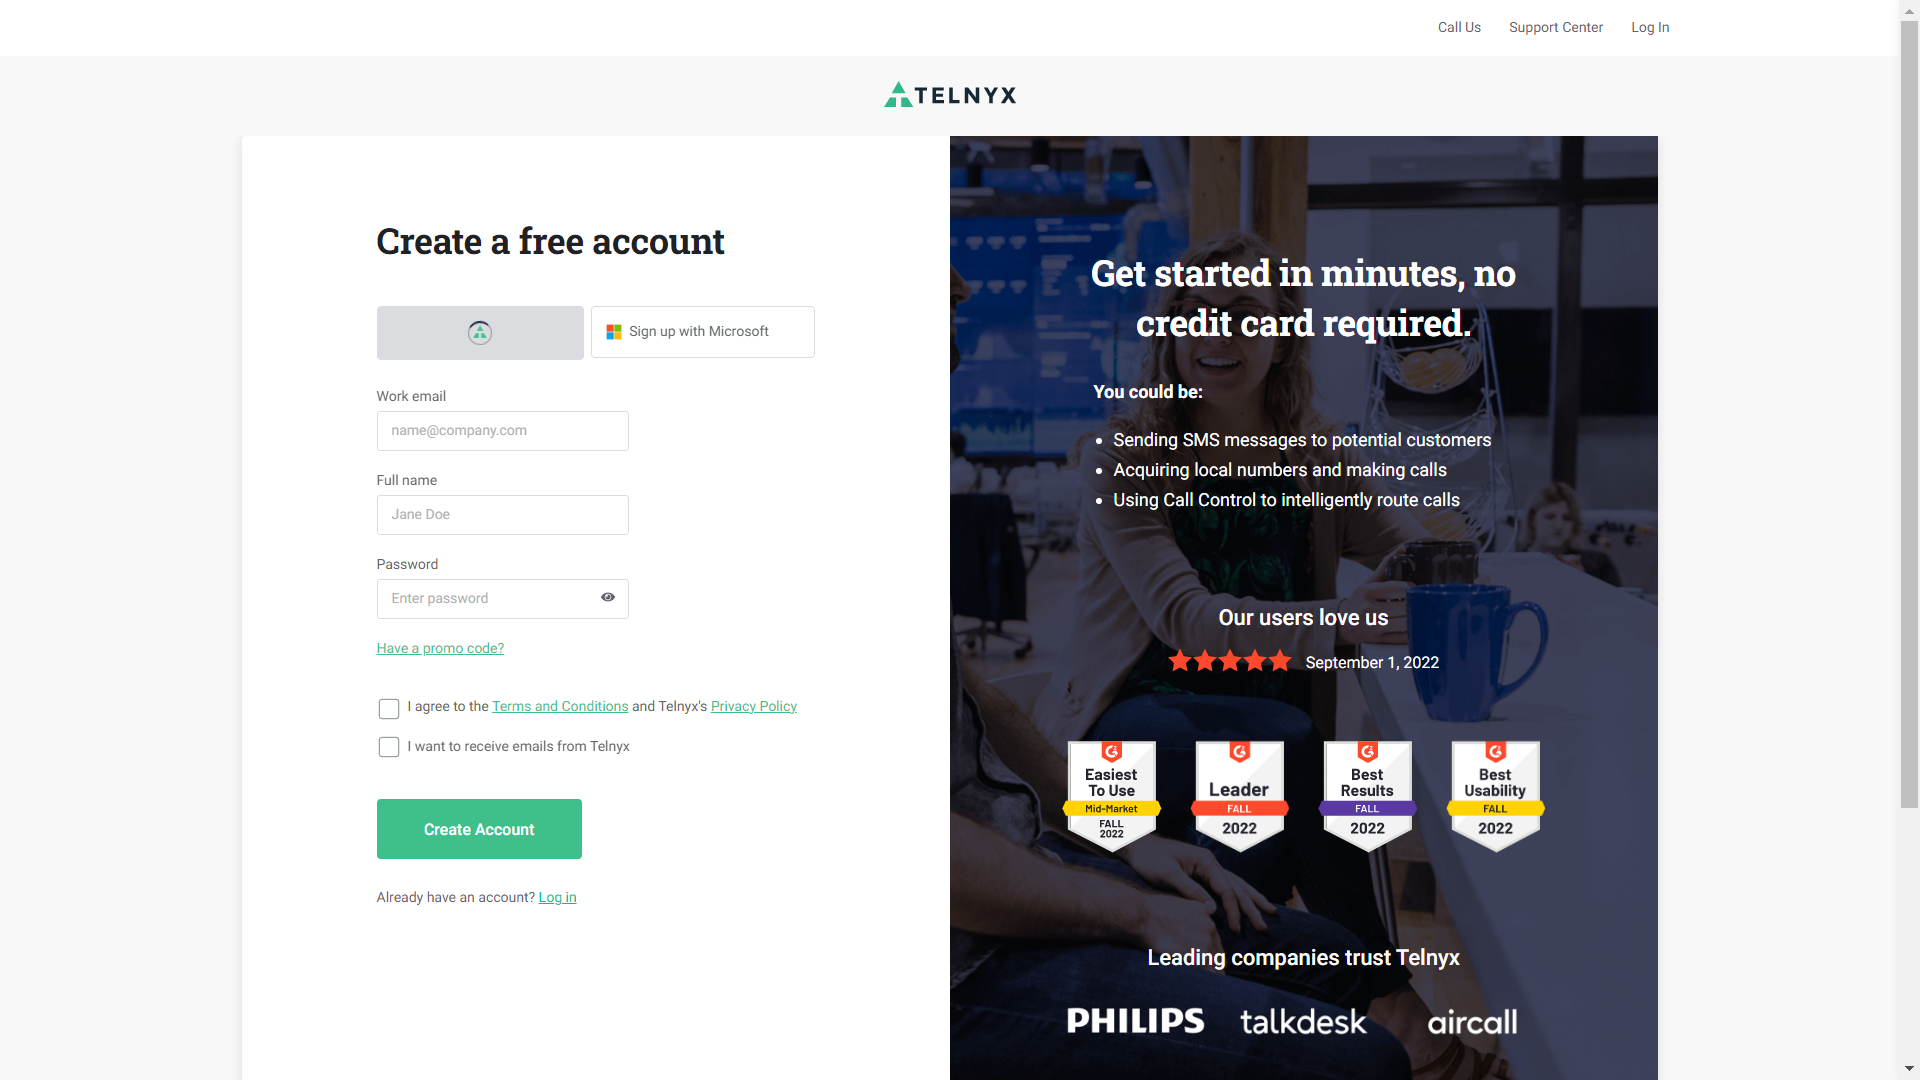 Call Us Support Center Log In
TELNYX
Create a free account
Sign up with Microsoft
Work email
name@company.com
Full name
Jane Doe
Password
Enter password
Have a promo code?
I agree to the Terms and Conditions and Telnyx's Privacy Policy
I want to receive emails from Telnyx
Create Account
Already have an account? Log in
Get started in minutes, no
credit card required.
You could be:
Sending SMS messages to potential customers
Acquiring local numbers and making calls
Using Call Control to intelligently route calls
Our users love us
September 1, 2022
Easiest
To Use
Mid-Market
FALL
2022
Leader
FALL
2022
Best
Results
FALL
2022
Best
Usability
FALL
2022
Leading companies trust Telnyx
PHILIPS talkdesk aircall